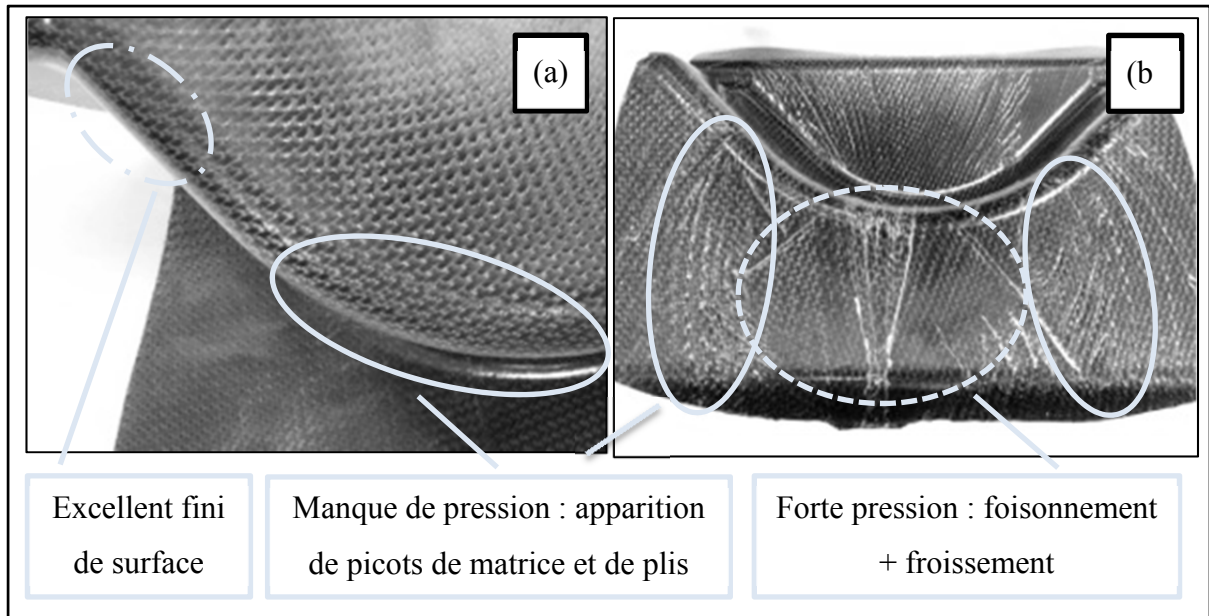 (a)
(b
Excellent fini
de surface
Manque de pression : apparition
de picots de matrice et de plis
Forte pression : foisonnement
+ froissement